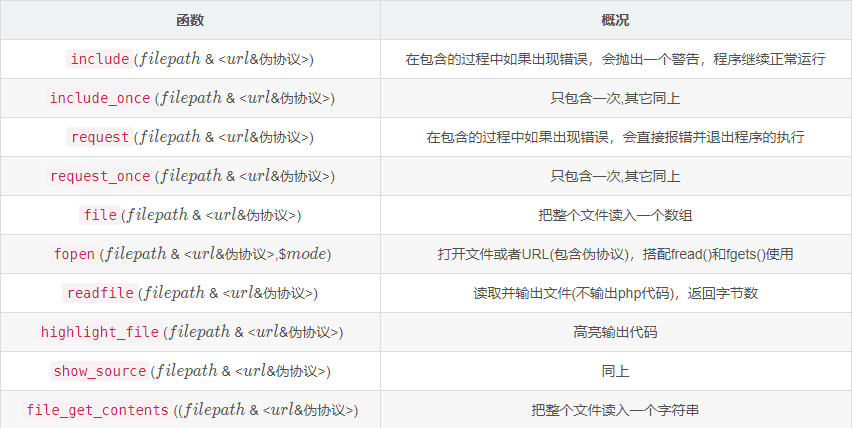 函数 概况
include(filepath & <url&伪协议>) 在包含的过程中如果出现错误，会抛出一个警告，程序继续正常运行
include_once(filepath & <url&伪协议>) 只包含一次,其它同上
request(filepath & <url&伪协议>) 在包含的过程中如果出现错误，会直接报错并退出程序的执行
request_once(filepath & <url&伪协议>) 只包含一次,其它同上
file(filepath & <url&伪协议>) 把整个文件读入一个数组
fopen(filepath & <url&伪协议>,$mode) 打开文件或者URL(包含伪协议)，搭配fread()和fgets()使用
readfile(filepath & <url&伪协议>) 读取并输出文件(不输出php代码)，返回字节数
highlight_file(filepath & <url&伪协议>) 高亮输出代码
show_source(filepath & <url&伪协议>) 同上
file_get_contents((filepath & <url&伪协议>) 把整个文件读入一个字符串